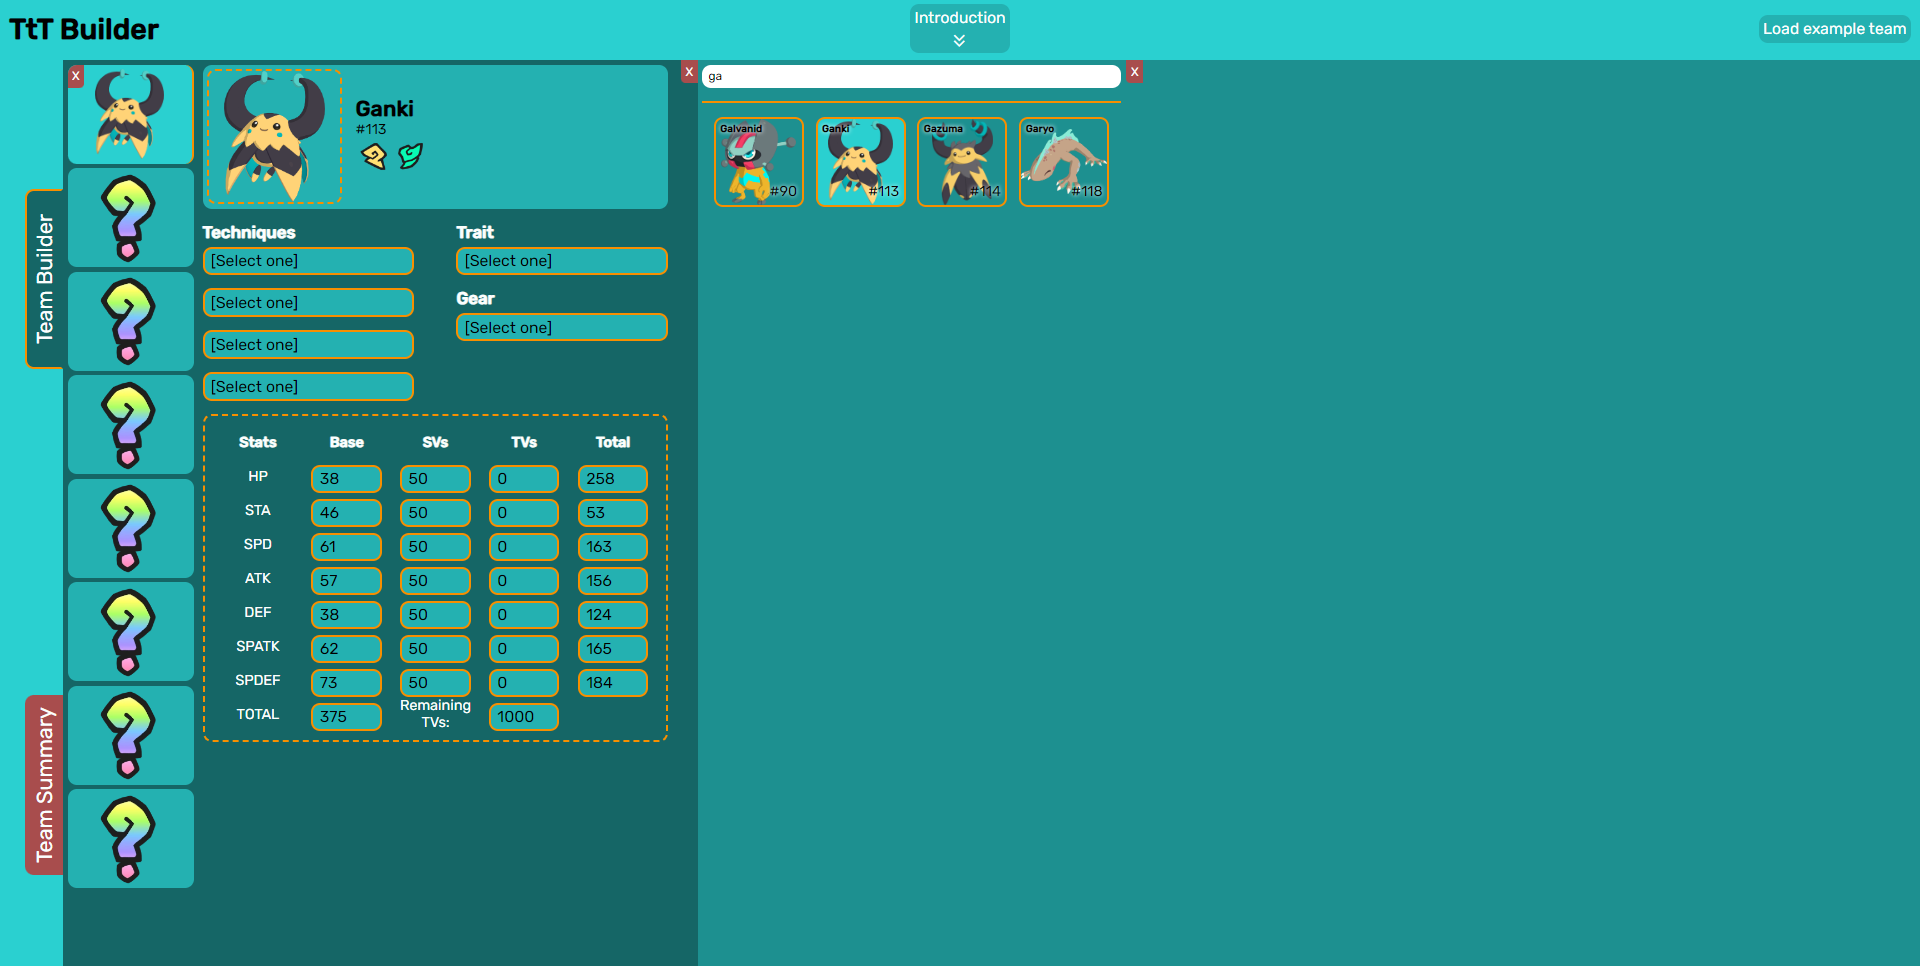 TtT Builder
Introduction
Load example team
Team Builder
Team Summary
X
Ganki
#113
X
ga
X
Galvanid
#90
Ganki
#113
Gazuma
#114
Garyo
#118
Techniques
[Select one]
[Select one]
[Select one]
[Select one]
Trait
[Select one]
Gear
[Select one]
Stats Base SVs TVs Total
HP 38 50 0 258
STA 46 50 0 53
SPD 61 50 0 163
ATK 57 50 0 156
DEF 38 50 0 124
SPATK 62 50 0 165
SPDEF 73 50 0 184
TOTAL 375 Remaining TVs: 1000